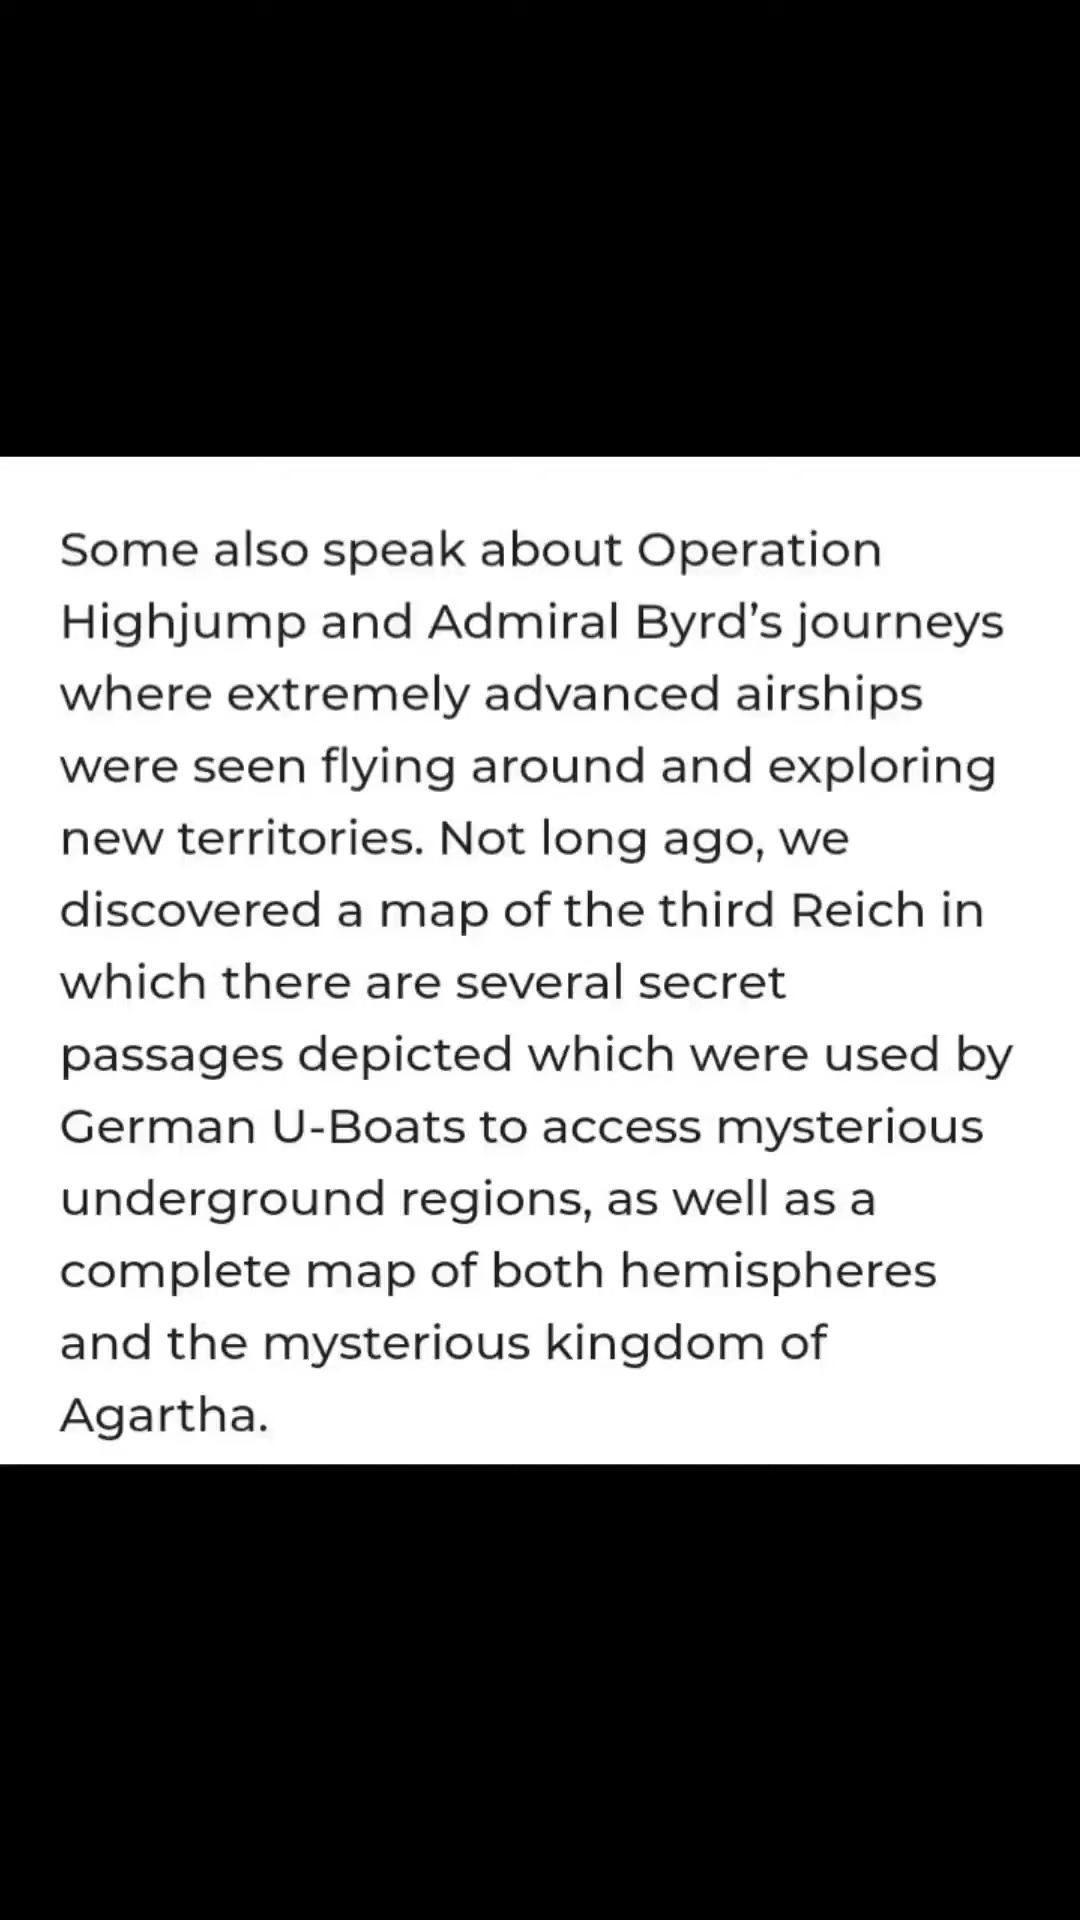 Some also speak about Operation
Highjump and Admiral Byrd’s journeys
where extremely advanced airships
were seen flying around and exploring
new territories. Not long ago, we
discovered a map of the third Reich in
which there are several secret
passages depicted which were used by
German U-Boats to access mysterious
underground regions, as well as a
complete map of both hemispheres
and the mysterious kingdom of
Agartha.